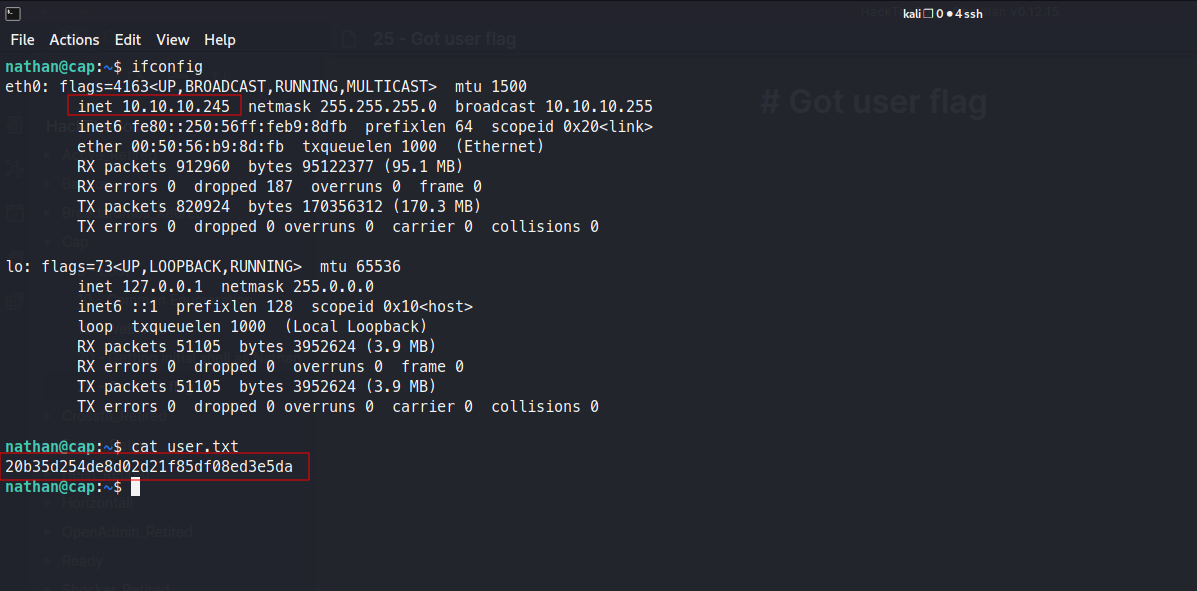 kali 0 4 ssh
File Actions Edit View Help
25 - Got user flag
nathan@cap:~$ ifconfig
eth0: flags=4163<UP,BROADCAST,RUNNING,MULTICAST> mtu 1500
inet 10.10.10.245 netmask 255.255.255.0 broadcast 10.10.10.255
# Got user flag
inet6 fe80::250:56ff:feb9:8dfb prefixlen 64 scopeid 0x20<link>
ether 00:50:56:b9:8d:fb txqueuelen 1000 (Ethernet)
RX packets 912960 bytes 95122377 (95.1 MB)
RX errors 0 dropped 187 overruns 0 frame 0
TX packets 820924 bytes 170356312 (170.3 MB)
TX errors 0 dropped 0 overruns 0 carrier 0 collisions 0
Cap
lo: flags=73<UP,LOOPBACK,RUNNING> mtu 65536
inet 127.0.0.1 netmask 255.0.0.0
inet6 ::1 prefixlen 128 scopeid 0x10<host>
loop txqueuelen 1000 (Local Loopback)
RX packets 51105 bytes 3952624 (3.9 MB)
RX errors 0 dropped 0 overruns 0 frame 0
TX packets 51105 bytes 3952624 (3.9 MB)
TX errors 0 dropped 0 overruns 0 carrier 0 collisions 0
nathan@cap:~$ cat user.txt
20b35d254de8d02d21f85df08ed3e5da
nathan@cap:~$
Horizontall
OpenAdmin_Retired
Ready